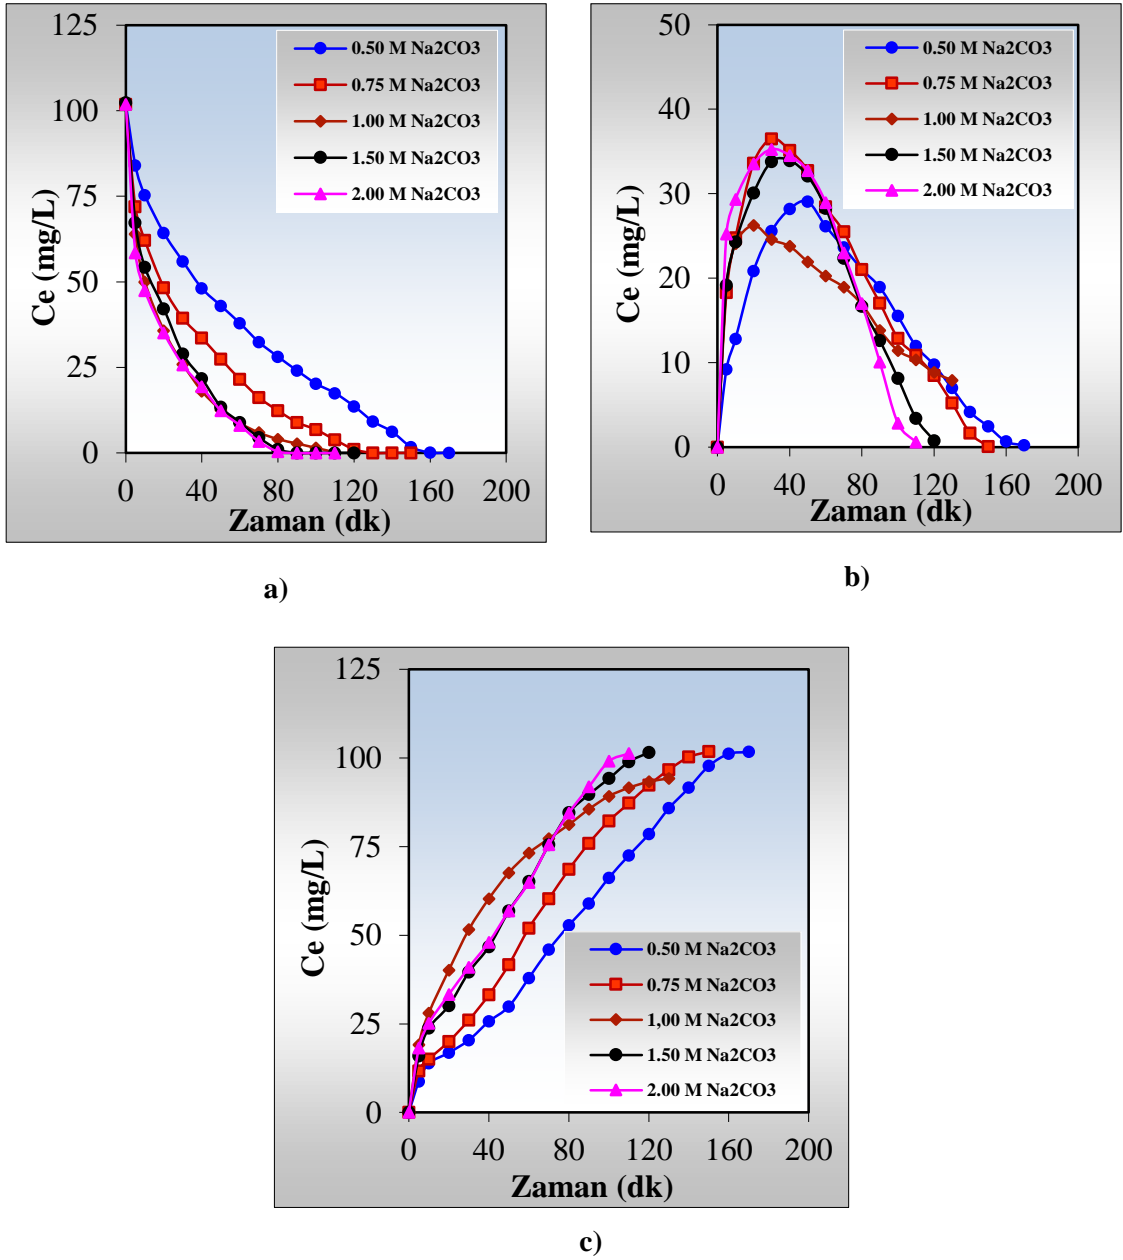 125
100
75
50
25
0
Ce (mg/L)
0.50 M Na2CO3
0.75 M Na2CO3
1.00 M Na2CO3
1.50 M Na2CO3
2.00 M Na2CO3
0 40 80 120 160 200
Zaman (dk)
a)
50
40
30
20
10
0
Ce (mg/L)
0.50 M Na2CO3
0.75 M Na2CO3
1.00 M Na2CO3
1.50 M Na2CO3
2.00 M Na2CO3
0 40 80 120 160 200
Zaman (dk)
b)
125
100
75
50
25
0
Ce (mg/L)
0.50 M Na2CO3
0.75 M Na2CO3
1,00 M Na2CO3
1.50 M Na2CO3
2.00 M Na2CO3
0 40 80 120 160 200
Zaman (dk)
c)